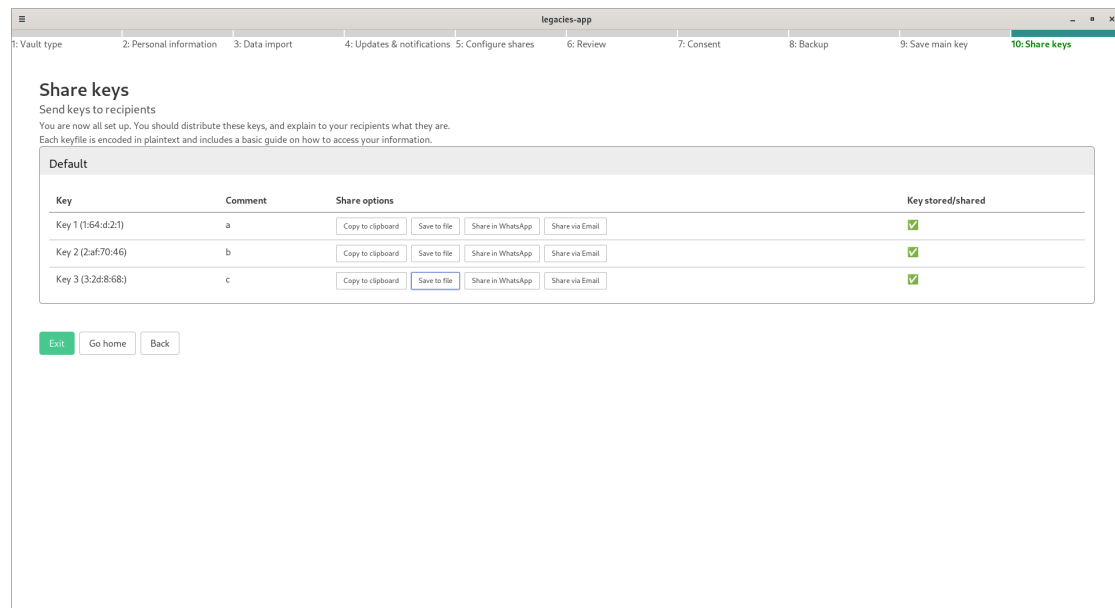 legacies-app
1: Vault type 2: Personal information 3: Data import 4: Updates & notifications 5: Configure shares 6: Review 7: Consent 8: Backup 9: Save main key 10: Share keys
Share keys
Send keys to recipients
You are now all set up. You should distribute these keys, and explain to your recipients what they are.
Each keyfile is encoded in plaintext and includes a basic guide on how to access your information.
Default
Key Comment Share options Key stored/shared
Key 1 (1:64:d:2:1) a Copy to clipboard Save to file Share in WhatsApp Share via Email
Key 2 (2:af:70:46) b Copy to clipboard Save to file Share in WhatsApp Share via Email
Key 3 (3:2d:8:68:) c Copy to clipboard Save to file Share in WhatsApp Share via Email
Exit Go home Back